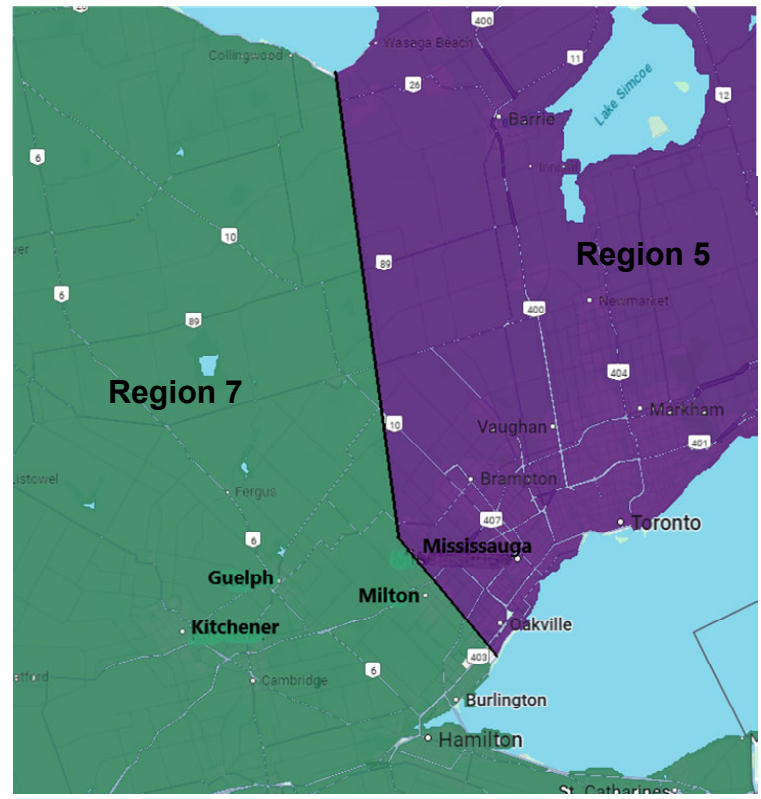 26
400
Collingwood
Wasaga Beach
11
26
Lake Simcoe
12
Barrie
6
10
89
Region 5
6
Newmarket
400
89
404
Region 7
Markham
10
Vaughan
401
Listowel
Brampton
Fergus
407
Toronto
6
Mississauga
Guelph
Milton
Kitchener
Oakville
403
6
Cambridge
Burlington
Hamilton
St. Catharines